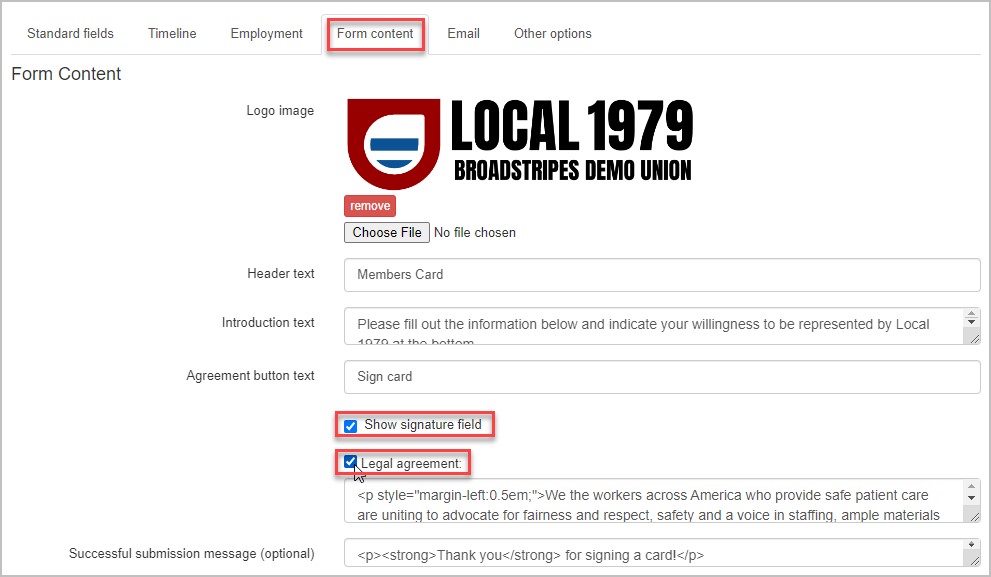 Standard fields Timeline Employment Form content Email Other options
Form Content
Logo image
LOCAL 1979
BROADSTRIPES DEMO UNION
remove
Choose File No file chosen
Header text Members Card
Introduction text Please fill out the information below and indicate your willingness to be represented by Local
1979 at the bottom
Agreement button text Sign card
Show signature field
Legal agreement:
<p style="margin-left:0.5em;">We the workers across America who provide safe patient care
are uniting to advocate for fairness and respect, safety and a voice in staffing, ample materials
Successful submission message (optional) <p><strong>Thank you</strong> for signing a card!</p>